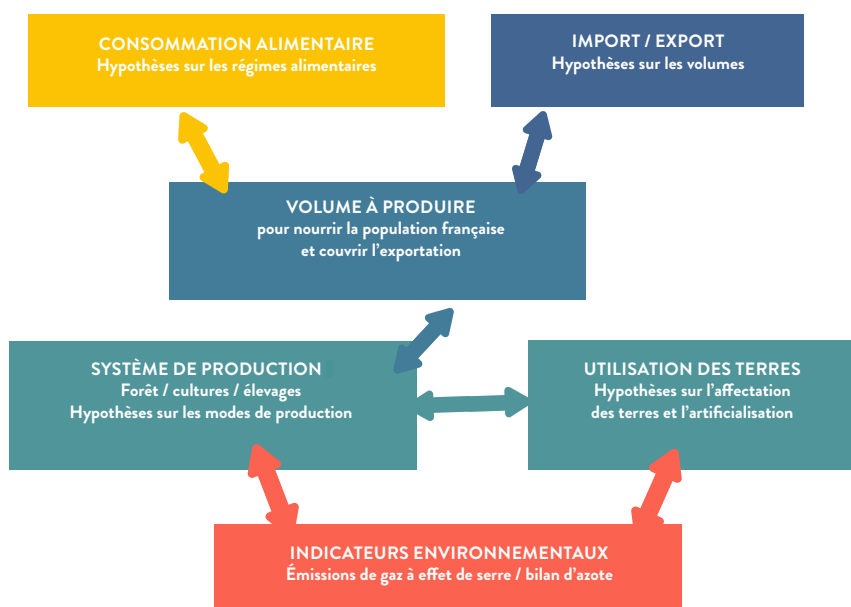 CONSOMMATION ALIMENTAIRE
Hypothèses sur les régimes alimentaires
IMPORT / EXPORT
Hypothèses sur les volumes
VOLUME À PRODUIRE
pour nourrir la population française
et couvrir l'exportation
SYSTÈME DE PRODUCTION
Forêt / cultures / élevages
Hypothèses sur les modes de production
UTILISATION DES TERRES
Hypothèses sur l'affectation
des terres et l'artificialisation
INDICATEURS ENVIRONNEMENTAUX
Émissions de gaz à effet de serre / bilan d'azote